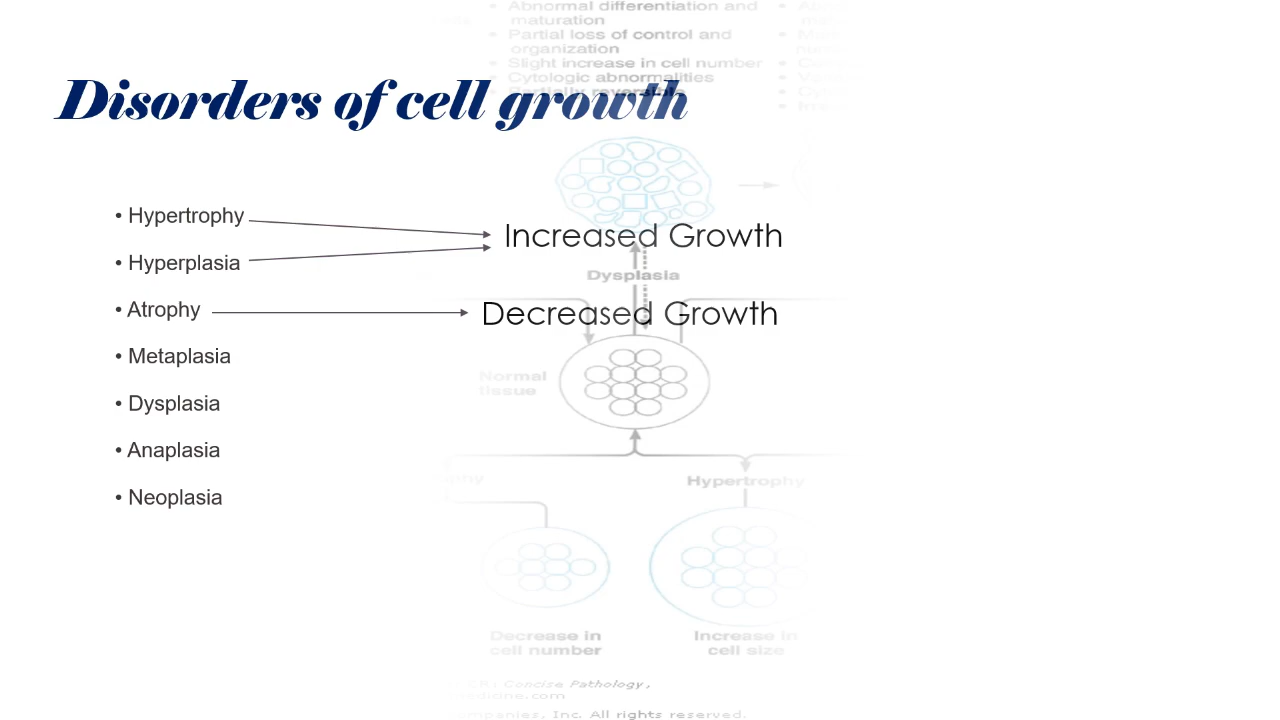 • Abnormal differentiation and
maturation
• Partial loss of control and
organization
• Slight increase in cell number
• Cytologic abnormalities
• Partially reversible
Disorders of cell growth
• Hypertrophy
Increased Growth
• Hyperplasia
Dysplasia
• Atrophy
Decreased Growth
• Metaplasia
Normal
tissue
• Dysplasia
• Anaplasia
Hypertrophy
• Neoplasia
Decrease in
cell number
Increase in
cell size
Concise Pathology,
Inc. All rights reserved.